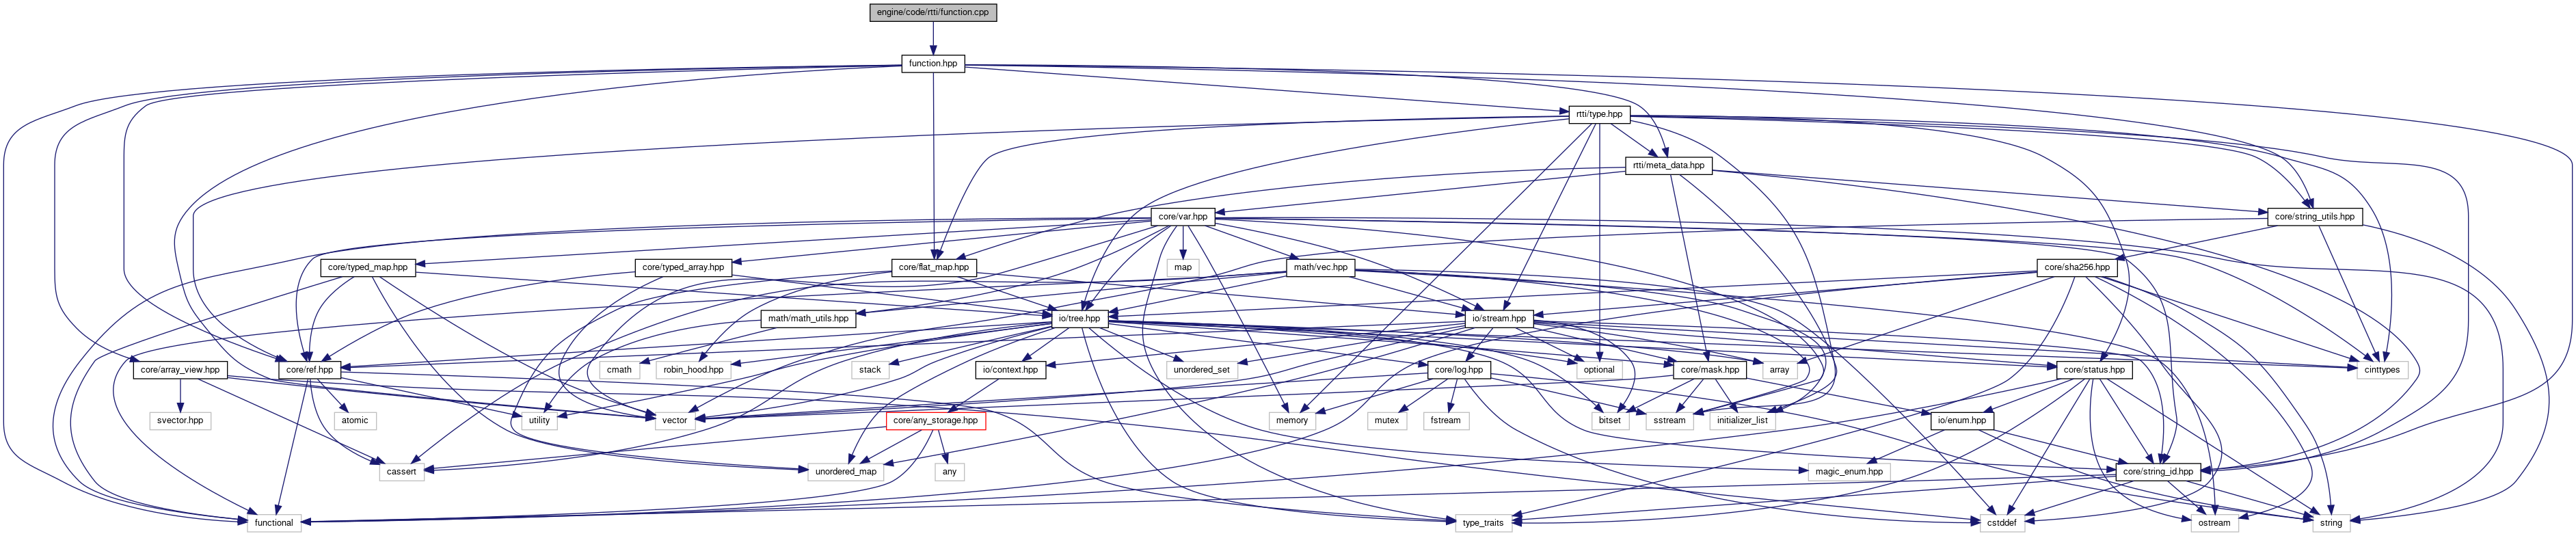 engine/code/rtti/function.cpp
function.hpp
rtti/type.hpp
rtti/meta_data.hpp
core/var.hpp
core/string_utils.hpp
core/typed_map.hpp
core/typed_array.hpp
core/flat_map.hpp
map
math/vec.hpp
core/sha256.hpp
math/math_utils.hpp
io/tree.hpp
io/stream.hpp
core/array_view.hpp
core/ref.hpp
cmath
robin_hood.hpp
stack
io/context.hpp
unordered_set
core/log.hpp
optional
core/mask.hpp
array
core/status.hpp
cinttypes
svector.hpp
atomic
utility
vector
core/any_storage.hpp
memory
mutex
fstream
bitset
sstream
initializer_list
io/enum.hpp
cassert
unordered_map
any
magic_enum.hpp
core/string_id.hpp
functional
type_traits
cstddef
ostream
string